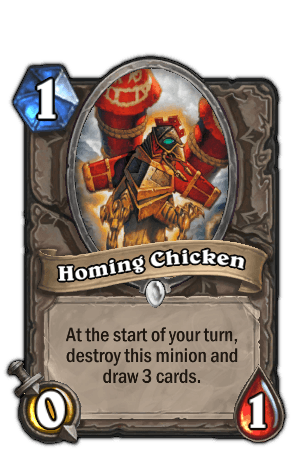 1
Homing Chicken
At the start of your turn,
destroy this minion and
draw 3 cards.
0
1